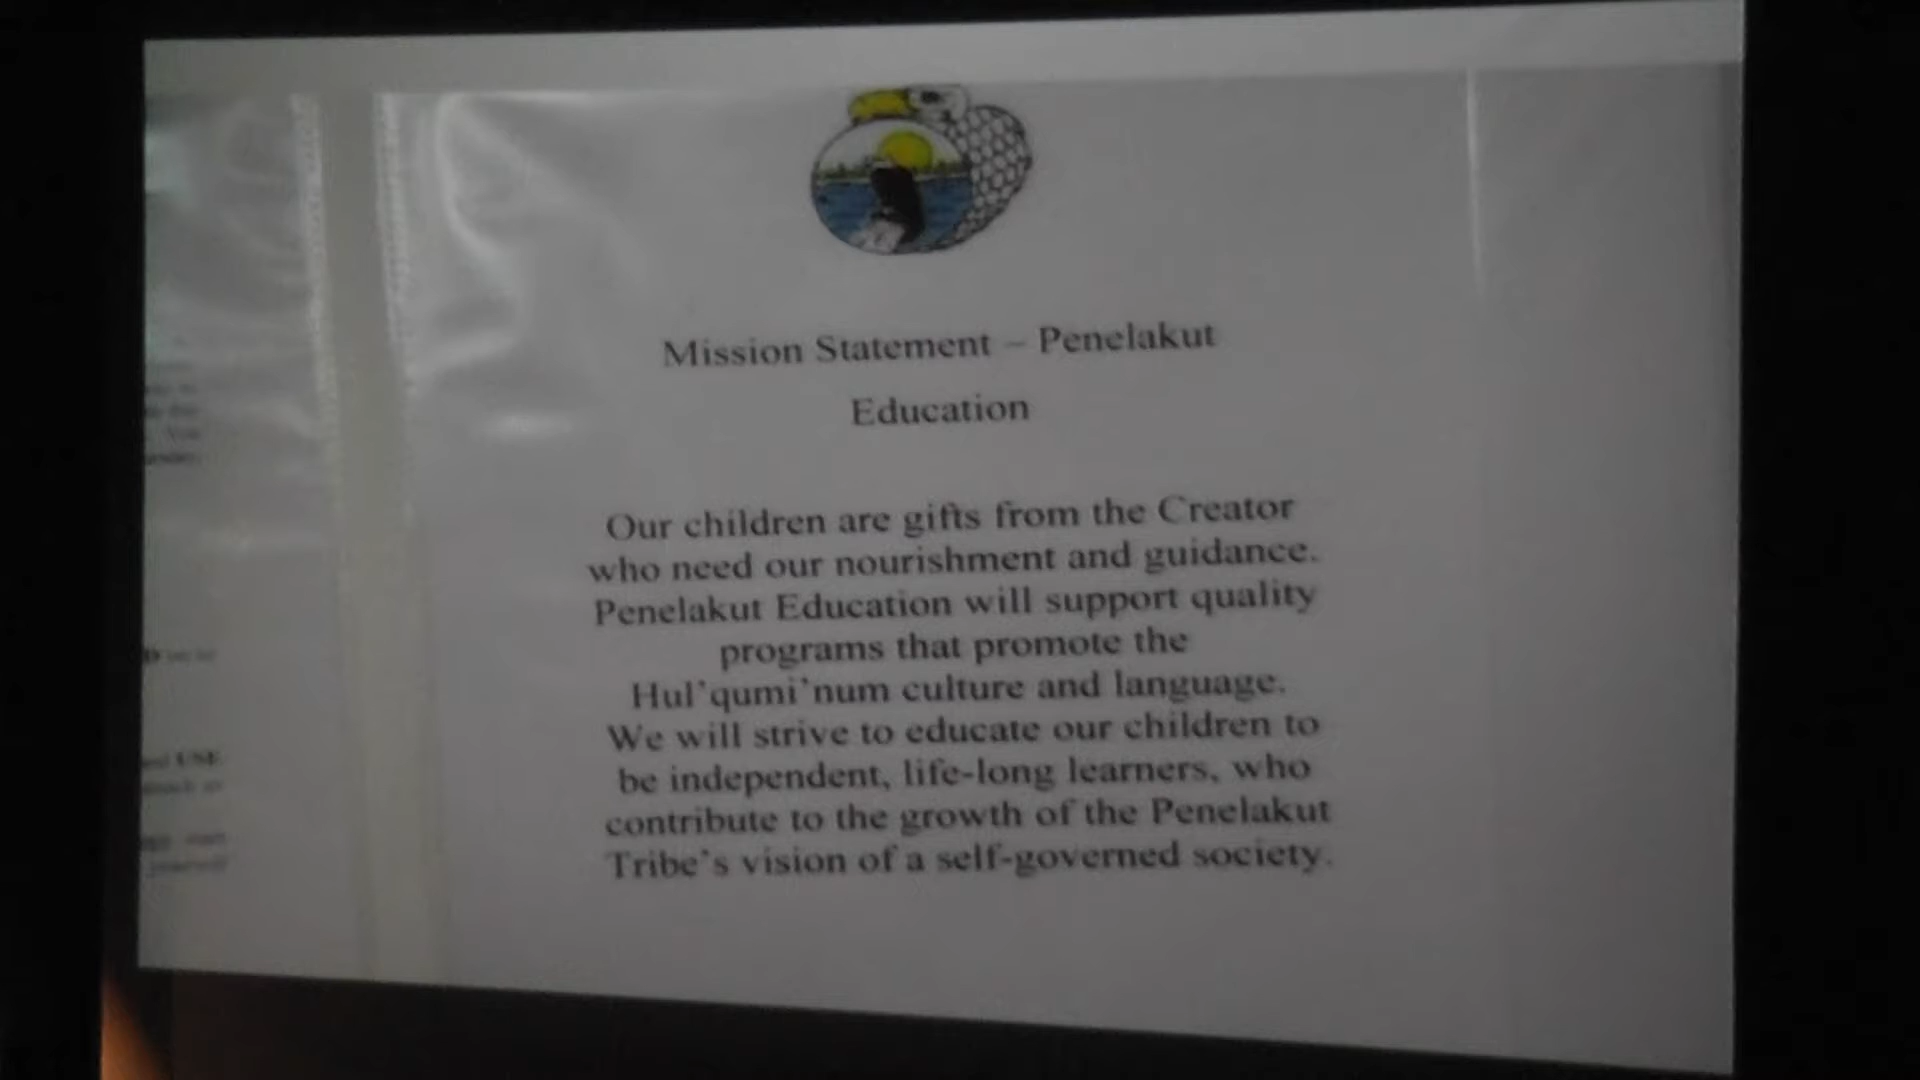 Mission Statement – Penelakut
Education
Our children are gifts from the Creator
who need our nourishment and guidance.
Penelakut Education will support quality
programs that promote the
Hul'qumi'num culture and language.
We will strive to educate our children to
be independent, life-long learners, who
contribute to the growth of the Penelakut
Tribe's vision of a self-governed society.